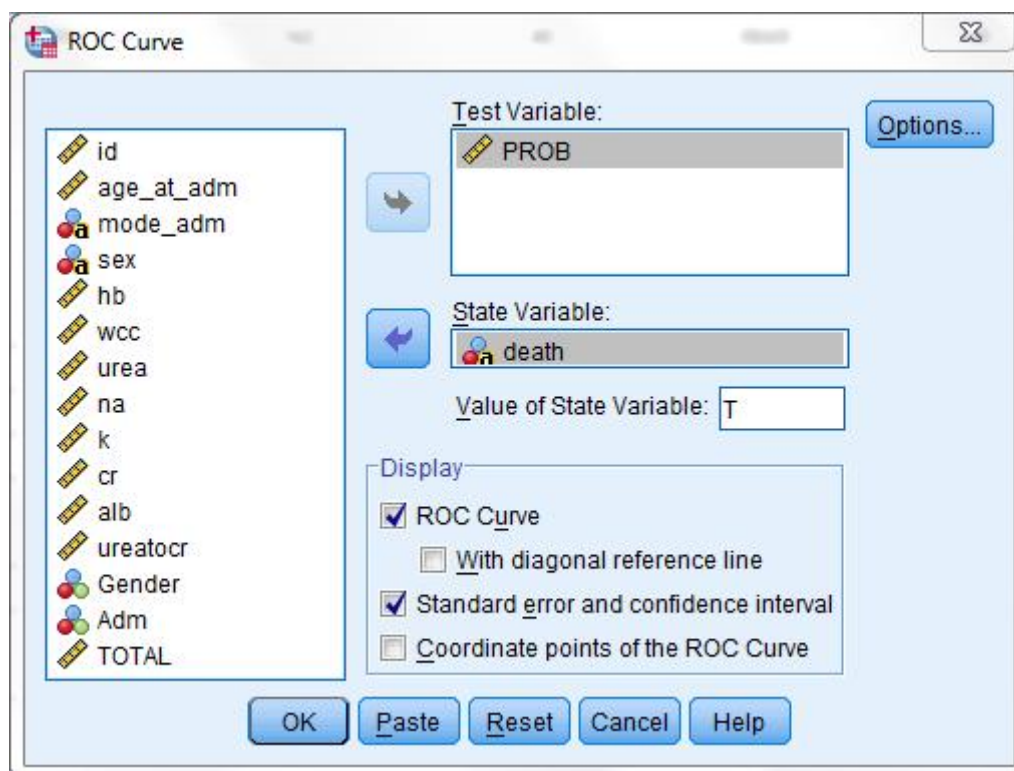 ROC Curve
id
age_at_adm
mode_adm
sex
hb
wcc
urea
na
k
cr
alb
ureatocr
Gender
Adm
TOTAL
Test Variable:
PROB
State Variable:
death
Value of State Variable: T
Display
ROC Curve
With diagonal reference line
Standard error and confidence interval
Coordinate points of the ROC Curve
Options...
OK Paste Reset Cancel Help